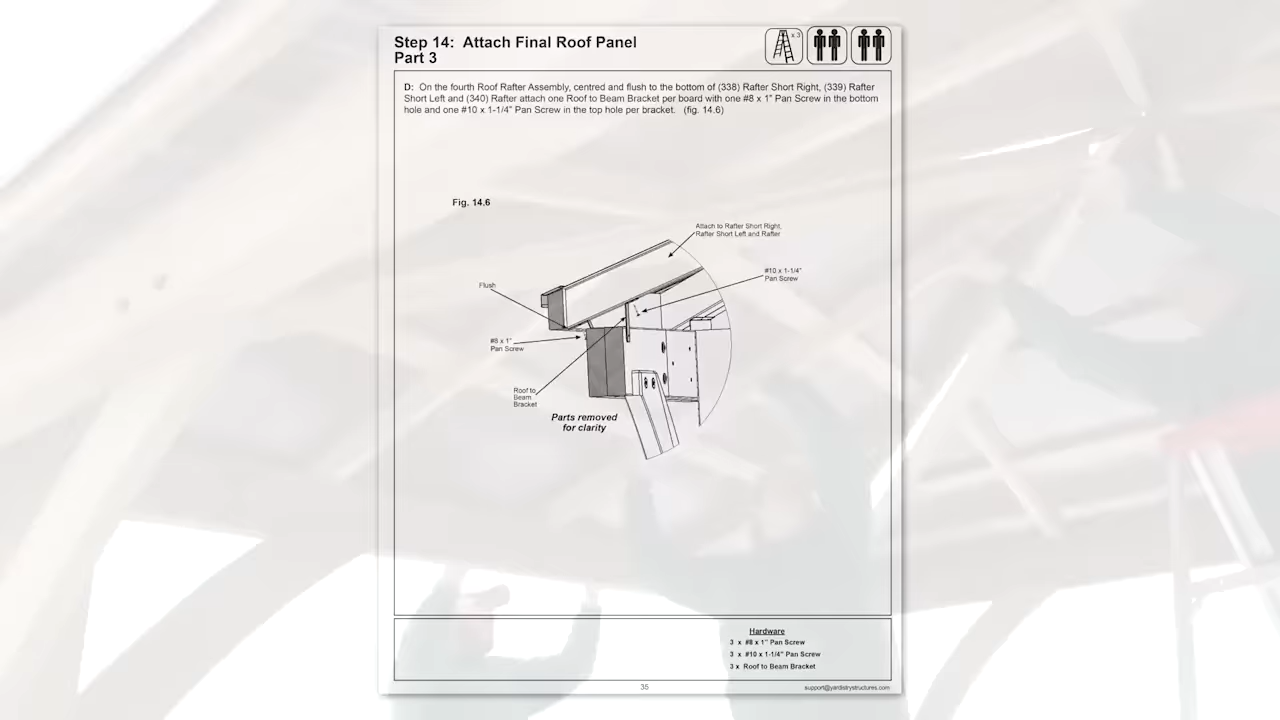 Step 14: Attach Final Roof Panel
Part 3
x 3
D: On the fourth Roof Rafter Assembly, centred and flush to the bottom of (338) Rafter Short Right, (339) Rafter
Short Left and (340) Rafter attach one Roof to Beam Bracket per board with one #8 x 1" Pan Screw in the bottom
hole and one #10 x 1-1/4" Pan Screw in the top hole per bracket. (fig. 14.6)
Fig. 14.6
Attach to Rafter Short Right,
Rafter Short Left and Rafter
#10 x 1-1/4"
Pan Screw
Flush
#8 x 1"
Pan Screw
Roof to
Beam
Bracket
Parts removed
for clarity
Hardware
3 x #8 x 1" Pan Screw
3 x #10 x 1-1/4" Pan Screw
3 x Roof to Beam Bracket
35
support@yardistrystructures.com